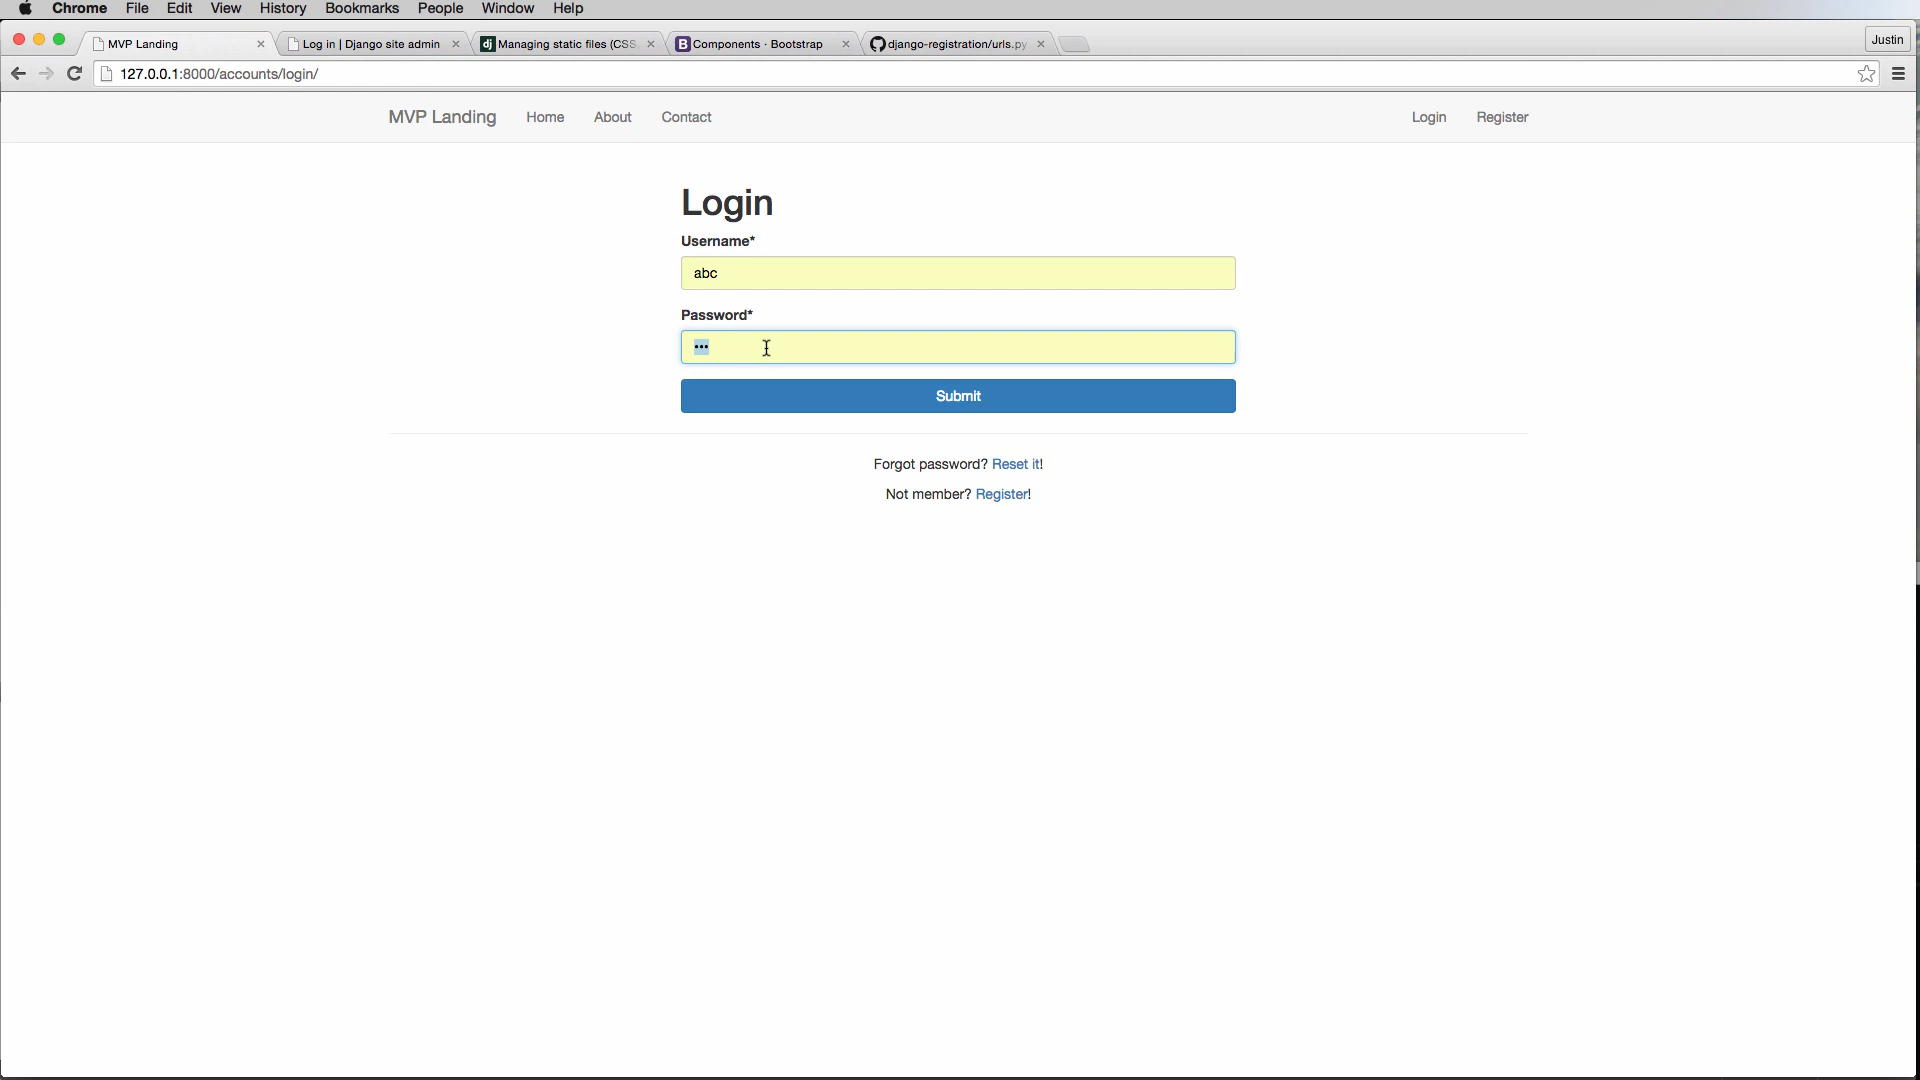 Chrome File Edit View History Bookmarks People Window Help
MVP Landing
Log in | Django site admin
dj Managing static files (CSS,
B Components · Bootstrap
django-registration/urls.py
Justin
127.0.0.1:8000/accounts/login/
MVP Landing Home About Contact Login Register
Login
Username*
abc
Password*
•••
Submit
Forgot password? Reset it!
Not member? Register!